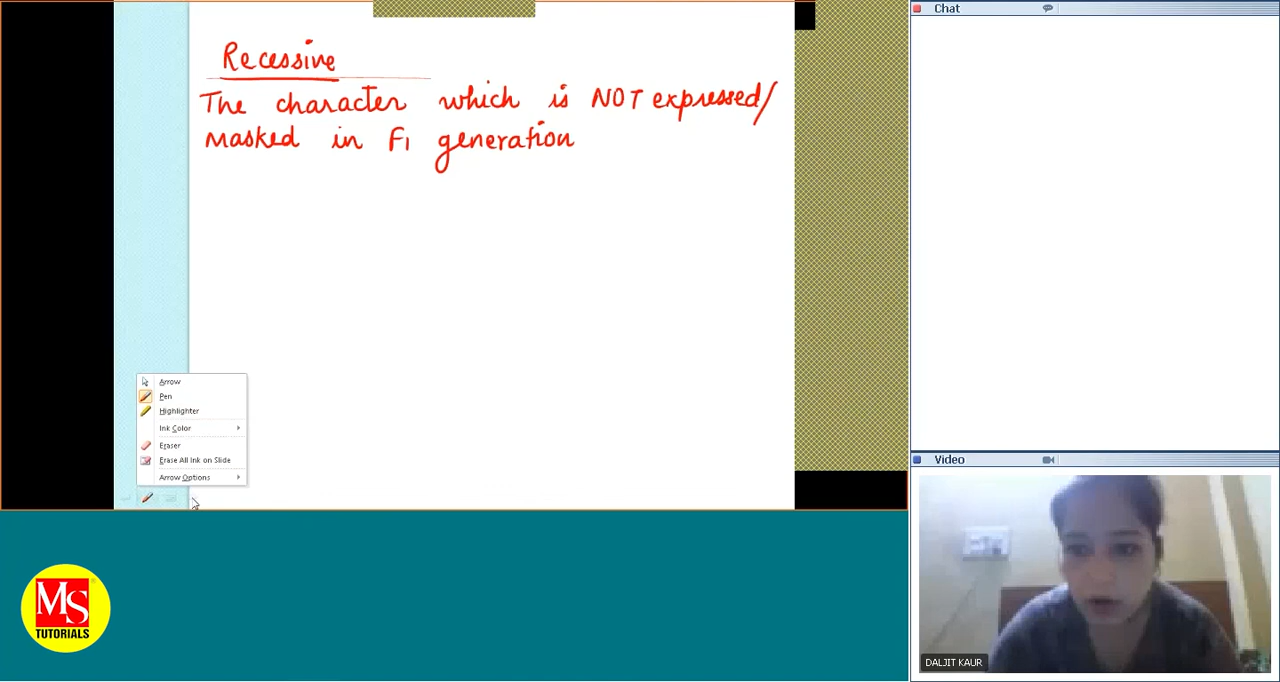 Recessive
The character which is NOT expressed/
masked in F1 generation
Arrow
Pen
Highlighter
Ink Color
Eraser
Erase All Ink on Slide
Arrow Options
MS
TUTORIALS
Chat
Video
DALJIT KAUR